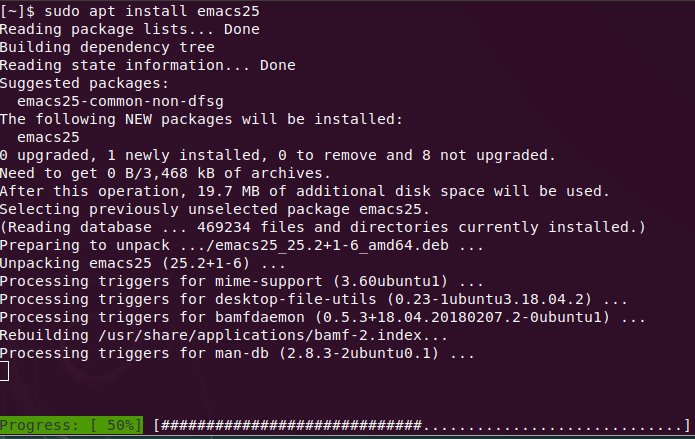 [~]$ sudo apt install emacs25
Reading package lists... Done
Building dependency tree
Reading state information... Done
Suggested packages:
  emacs25-common-non-dfsg
The following NEW packages will be installed:
  emacs25
0 upgraded, 1 newly installed, 0 to remove and 8 not upgraded.
Need to get 0 B/3,468 kB of archives.
After this operation, 19.7 MB of additional disk space will be used.
Selecting previously unselected package emacs25.
(Reading database ... 469234 files and directories currently installed.)
Preparing to unpack .../emacs25_25.2+1-6_amd64.deb ...
Unpacking emacs25 (25.2+1-6) ...
Processing triggers for mime-support (3.60ubuntu1) ...
Processing triggers for desktop-file-utils (0.23-1ubuntu3.18.04.2) ...
Processing triggers for bamfdaemon (0.5.3+18.04.20180207.2-0ubuntu1) ...
Rebuilding /usr/share/applications/bamf-2.index...
Processing triggers for man-db (2.8.3-2ubuntu0.1) ...
Progress: [ 50%] [#############################.............................]